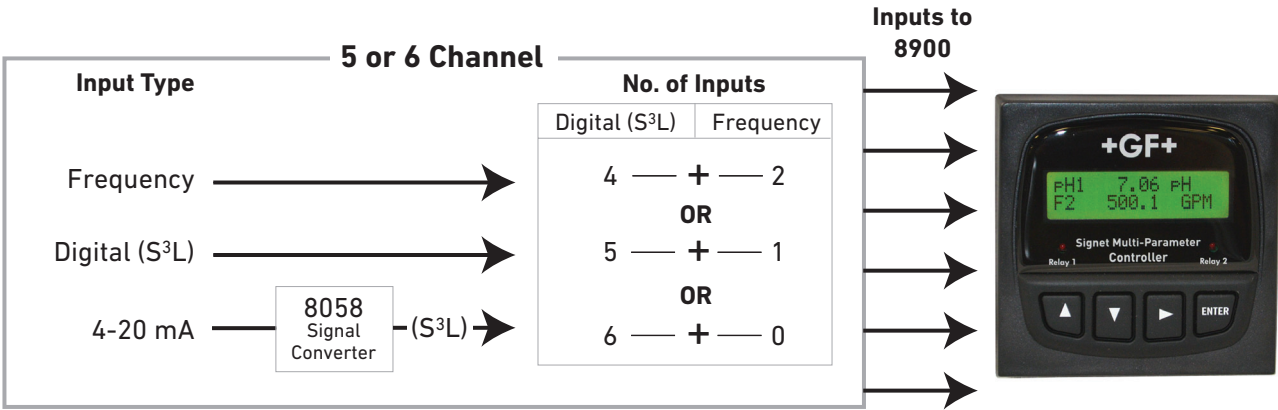 Inputs to
8900
5 or 6 Channel
Input Type
No. of Inputs
Digital (S³L) Frequency
Frequency
4 + 2
OR
Digital (S³L)
5 + 1
OR
4-20 mA
8058
Signal
Converter
(S³L)
6 + 0
+GF+
pH1 7.06 pH
F2 500.1 GPM
Signet Multi-Parameter
Controller
Relay 1
Relay 2
ENTER